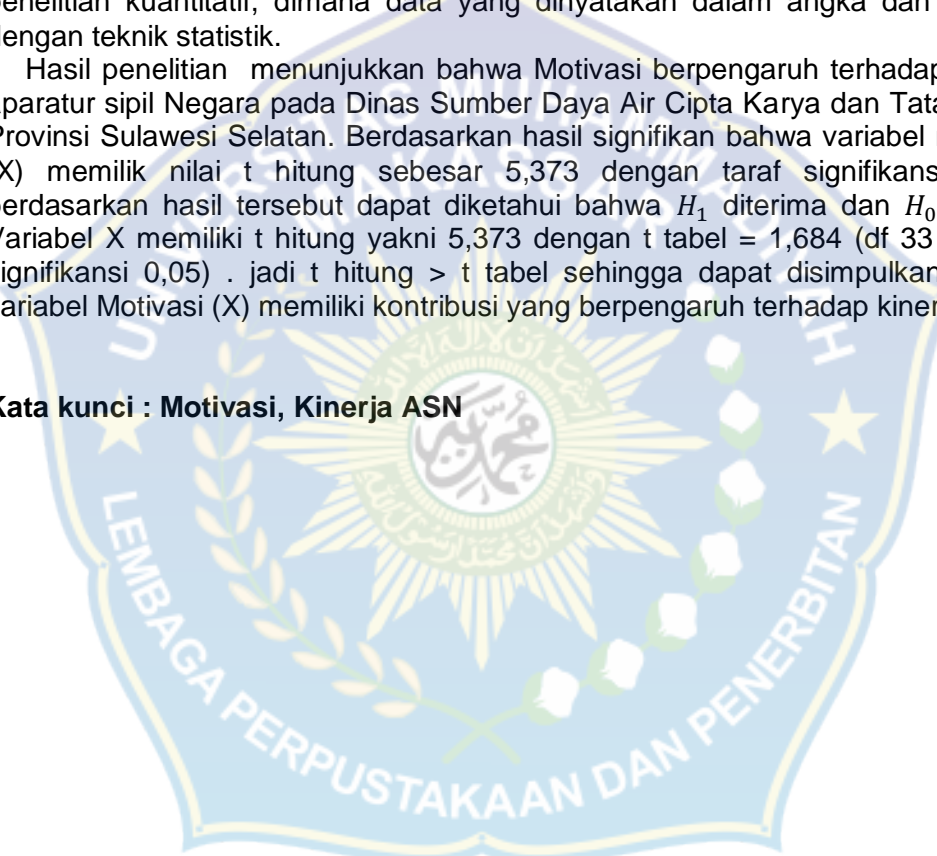 penelitian kuantitatif, dimana data yang dinyatakan dalam angka dan
dengan teknik statistik.
Hasil penelitian menunjukkan bahwa Motivasi berpengaruh terhadap
aparatur sipil Negara pada Dinas Sumber Daya Air Cipta Karya dan Tata
Provinsi Sulawesi Selatan. Berdasarkan hasil signifikan bahwa variabel
(X) memilik nilai t hitung sebesar 5,373 dengan taraf signifikans
berdasarkan hasil tersebut dapat diketahui bahwa H₁ diterima dan H₀
Variabel X memiliki t hitung yakni 5,373 dengan t tabel = 1,684 (df 33
signifikansi 0,05) . jadi t hitung > t tabel sehingga dapat disimpulkan
variabel Motivasi (X) memiliki kontribusi yang berpengaruh terhadap kiner
Kata kunci : Motivasi, Kinerja ASN
UNIVERSITAS MUHAMMADIYAH
MAKASSAR
LEMBAGA PERPUSTAKAAN DAN PENERBITAN